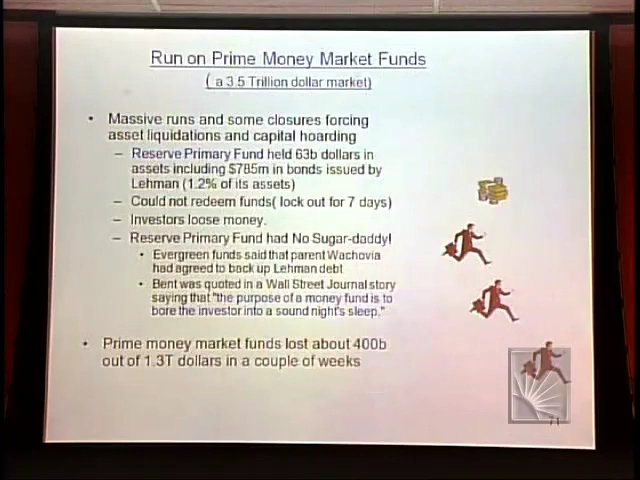 Run on Prime Money Market Funds
( a 3.5 Trillion dollar market)
• Massive runs and some closures forcing
asset liquidations and capital hoarding
– Reserve Primary Fund held 63b dollars in
assets including $785m in bonds issued by
Lehman (1.2% of its assets)
– Could not redeem funds( lock out for 7 days)
– Investors loose money.
– Reserve Primary Fund had No Sugar-daddy!
• Evergreen funds said that parent Wachovia
had agreed to back up Lehman debt
• Bent was quoted in a Wall Street Journal story
saying that "the purpose of a money fund is to
bore the investor into a sound night's sleep."
• Prime money market funds lost about 400b
out of 1.3T dollars in a couple of weeks
71